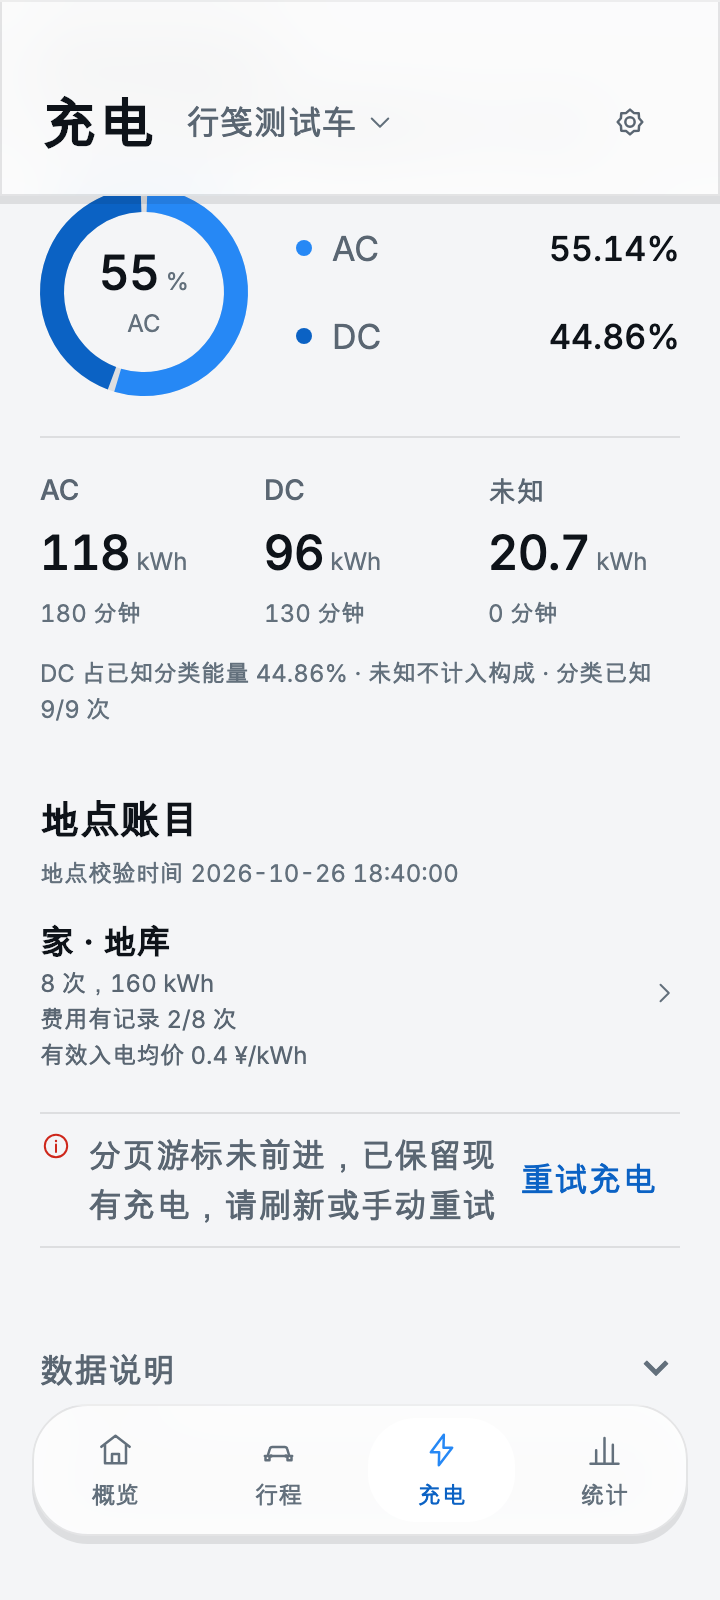 充电 行笺测试车
55 %
AC
AC 55.14%
DC 44.86%
AC DC 未知
118 kWh 96 kWh 20.7 kWh
180 分钟 130 分钟 0 分钟
DC 占已知分类能量 44.86% · 未知不计入构成 · 分类已知
9/9 次
地点账目
地点校验时间 2026-10-26 18:40:00
家 · 地库
8 次，160 kWh
费用有记录 2/8 次
有效入电均价 0.4 ¥/kWh
分页游标未前进，已保留现
有充电，请刷新或手动重试
重试充电
数据说明
概览 行程 充电 统计